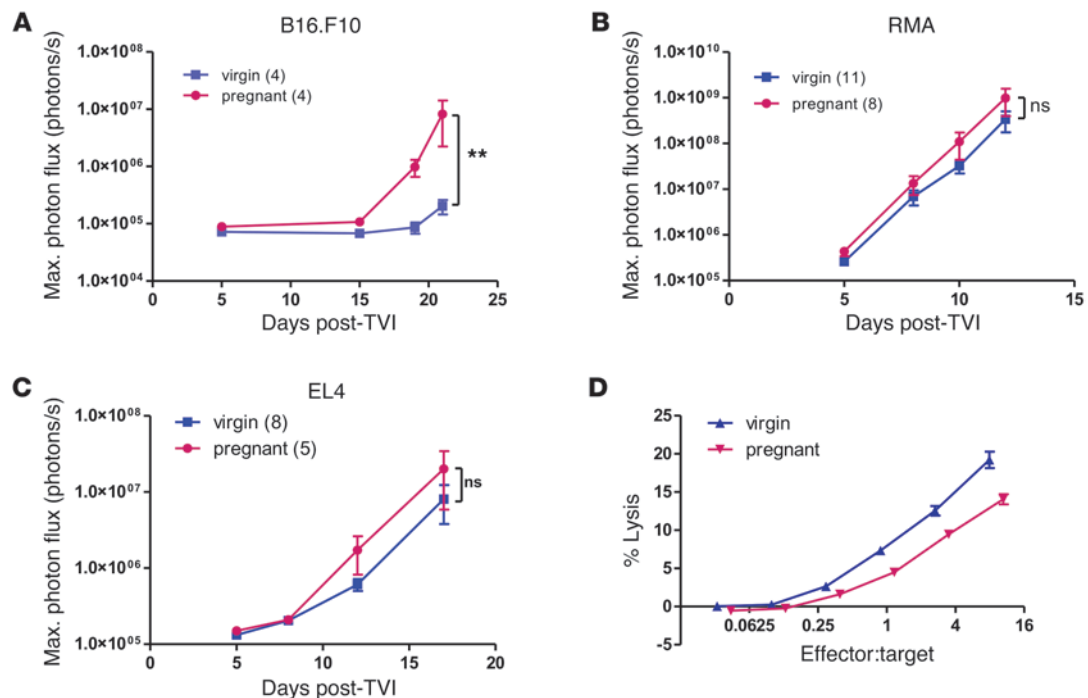 A
B16.F10
Max. photon flux (photons/s)
1.0×10⁰⁸
1.0×10⁰⁷
1.0×10⁰⁶
1.0×10⁰⁵
1.0×10⁰⁴
virgin (4)
pregnant (4)
**
0 5 10 15 20 25
Days post-TVI
B
RMA
Max. photon flux (photons/s)
1.0×10¹⁰
1.0×10⁰⁹
1.0×10⁰⁸
1.0×10⁰⁷
1.0×10⁰⁶
1.0×10⁰⁵
virgin (11)
pregnant (8)
ns
0 5 10 15
Days post-TVI
C
EL4
Max. photon flux (photons/s)
1.0×10⁰⁸
1.0×10⁰⁷
1.0×10⁰⁶
1.0×10⁰⁵
virgin (8)
pregnant (5)
ns
0 5 10 15 20
Days post-TVI
D
% Lysis
25
20
15
10
5
0
-5
virgin
pregnant
0.0625 0.25 1 4 16
Effector:target